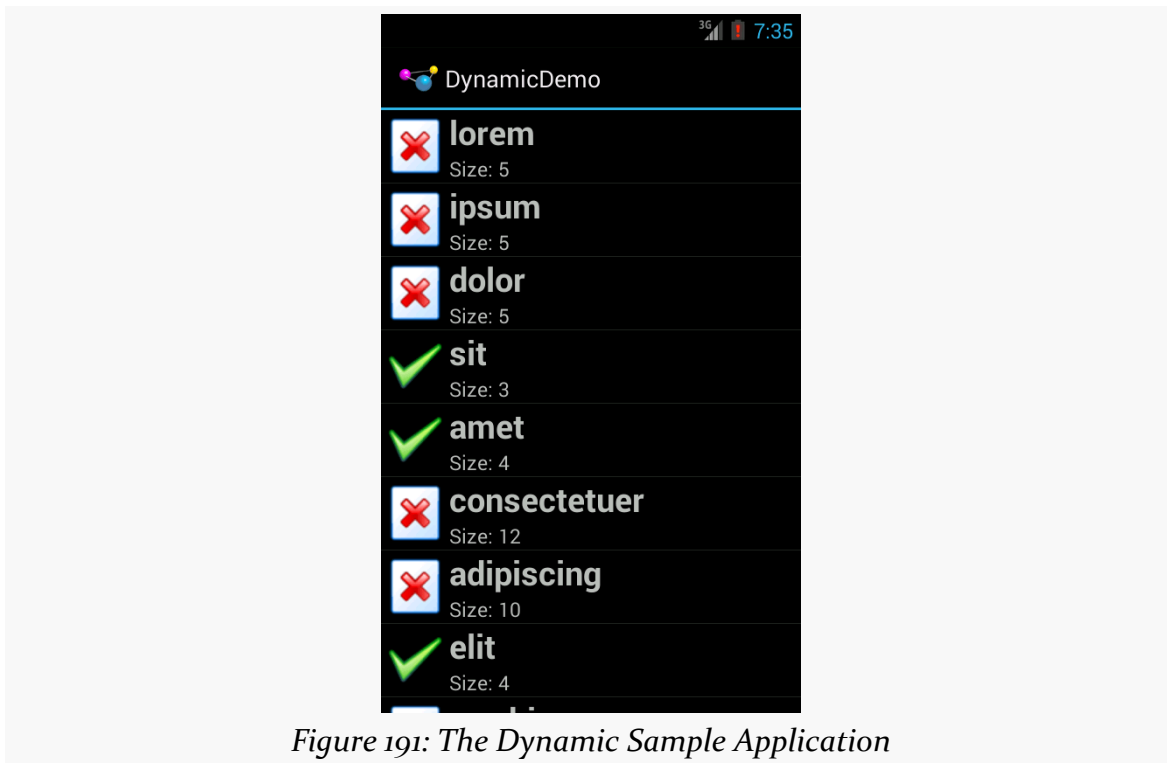 3G 7:35
DynamicDemo
lorem
Size: 5
ipsum
Size: 5
dolor
Size: 5
sit
Size: 3
amet
Size: 4
consectetuer
Size: 12
adipiscing
Size: 10
elit
Size: 4
Figure 191: The Dynamic Sample Application